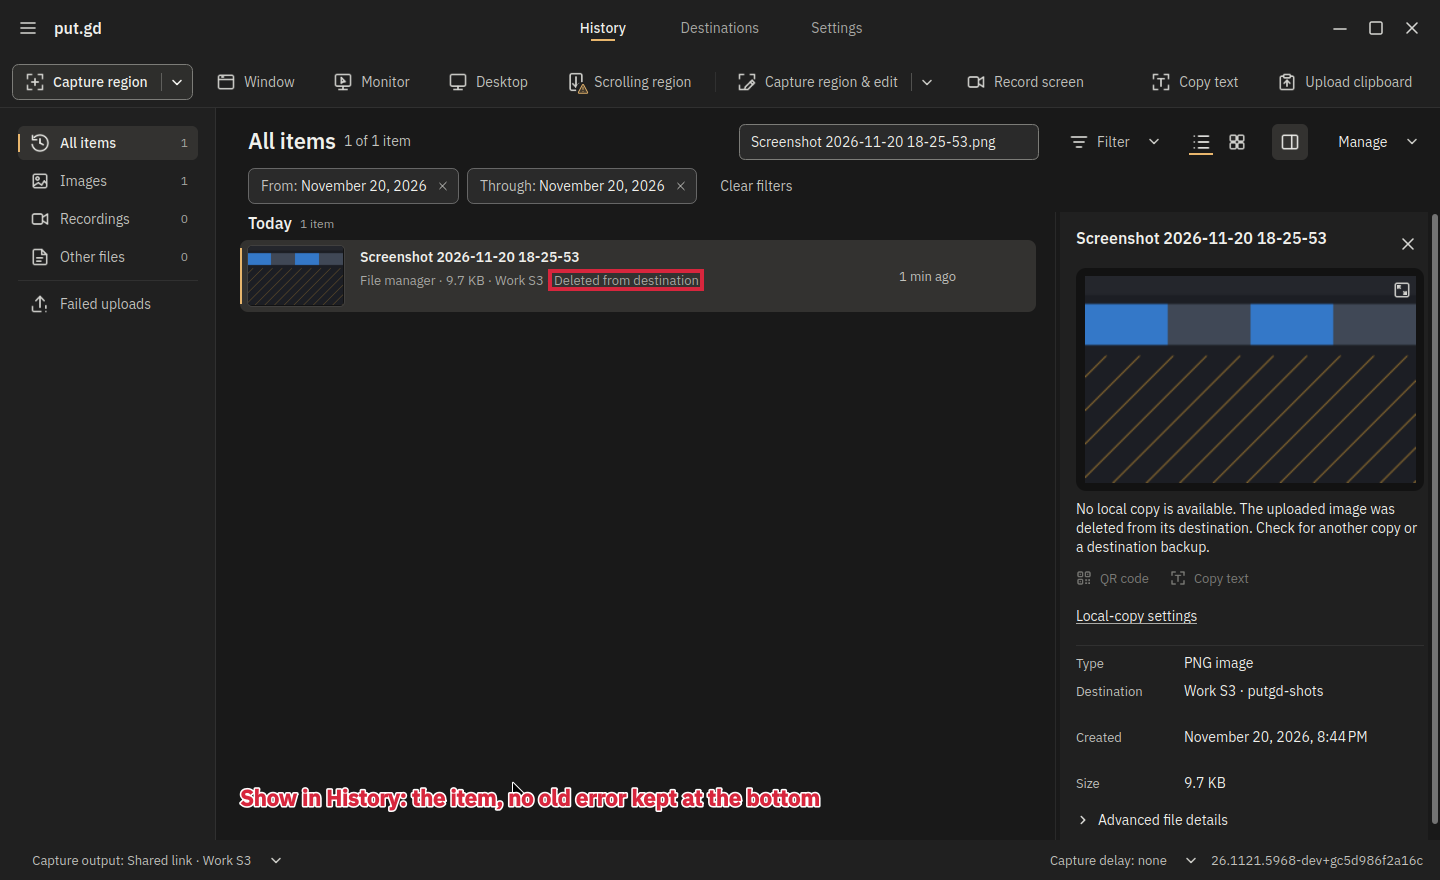 put.gd
History
Destinations
Settings
Capture region
Window
Monitor
Desktop
Scrolling region
Capture region & edit
Record screen
Copy text
Upload clipboard
All items 1
Images 1
Recordings 0
Other files 0
Failed uploads
All items 1 of 1 item
Screenshot 2026-11-20 18-25-53.png
Filter
Manage
From: November 20, 2026
Through: November 20, 2026
Clear filters
Today 1 item
Screenshot 2026-11-20 18-25-53
File manager · 9.7 KB · Work S3 Deleted from destination
1 min ago
Show in History: the item, no old error kept at the bottom
Screenshot 2026-11-20 18-25-53
No local copy is available. The uploaded image was
deleted from its destination. Check for another copy or
a destination backup.
QR code
Copy text
Local-copy settings
Type PNG image
Destination Work S3 · putgd-shots
Created November 20, 2026, 8:44 PM
Size 9.7 KB
Advanced file details
Capture output: Shared link · Work S3
Capture delay: none
26.1121.5968-dev+gc5d986f2a16c